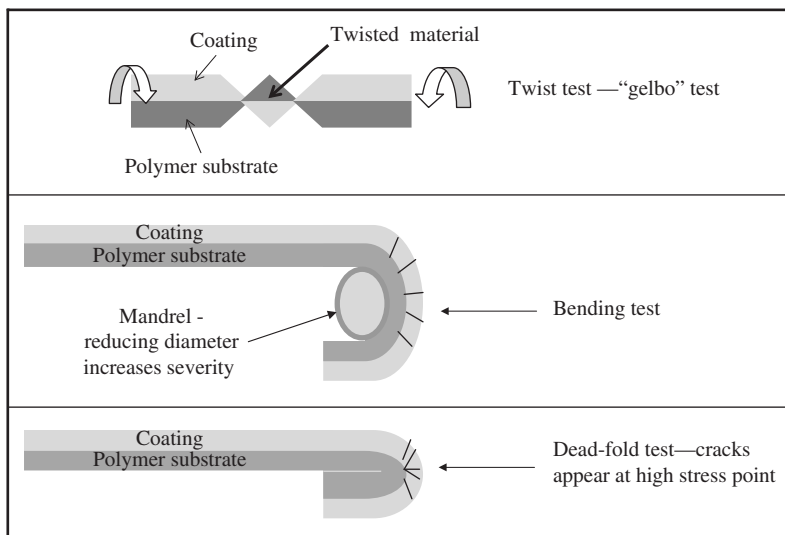 Coating
Twisted material
Twist test —“gelbo” test
Polymer substrate
Coating
Polymer substrate
Mandrel -
reducing diameter
increases severity
Bending test
Coating
Polymer substrate
Dead-fold test—cracks
appear at high stress point